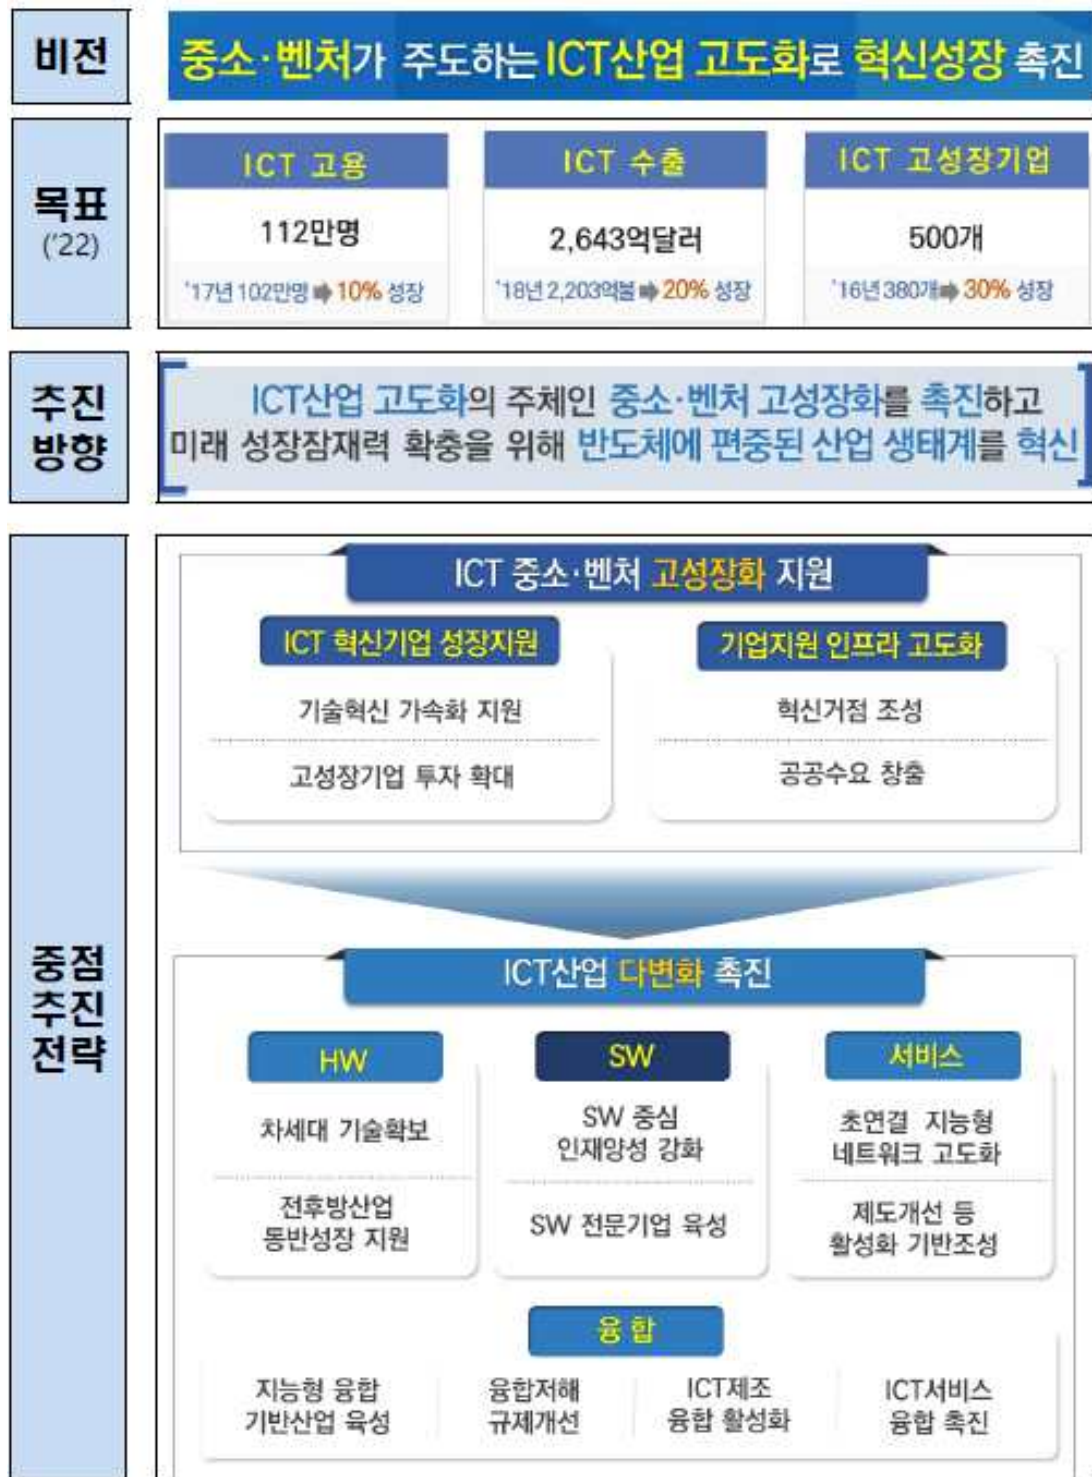 비전
중소·벤처가 주도하는 ICT산업 고도화로 혁신성장 촉진
목표
('22)
ICT 고용
112만명
'17년 102만명 ➡ 10% 성장
ICT 수출
2,643억달러
'18년 2,203억불 ➡ 20% 성장
ICT 고성장기업
500개
'16년 380개 ➡ 30% 성장
추진
방향
ICT산업 고도화의 주체인 중소·벤처 고성장화를 촉진하고
미래 성장잠재력 확충을 위해 반도체에 편중된 산업 생태계를 혁신
중점
추진
전략
ICT 중소·벤처 고성장화 지원
ICT 혁신기업 성장지원
기술혁신 가속화 지원
고성장기업 투자 확대
기업지원 인프라 고도화
혁신거점 조성
공공수요 창출
ICT산업 다변화 촉진
HW
차세대 기술확보
전후방산업
동반성장 지원
SW
SW 중심
인재양성 강화
SW 전문기업 육성
서비스
초연결 지능형
네트워크 고도화
제도개선 등
활성화 기반조성
융합
지능형 융합
기반산업 육성
융합저해
규제개선
ICT제조
융합 활성화
ICT서비스
융합 촉진